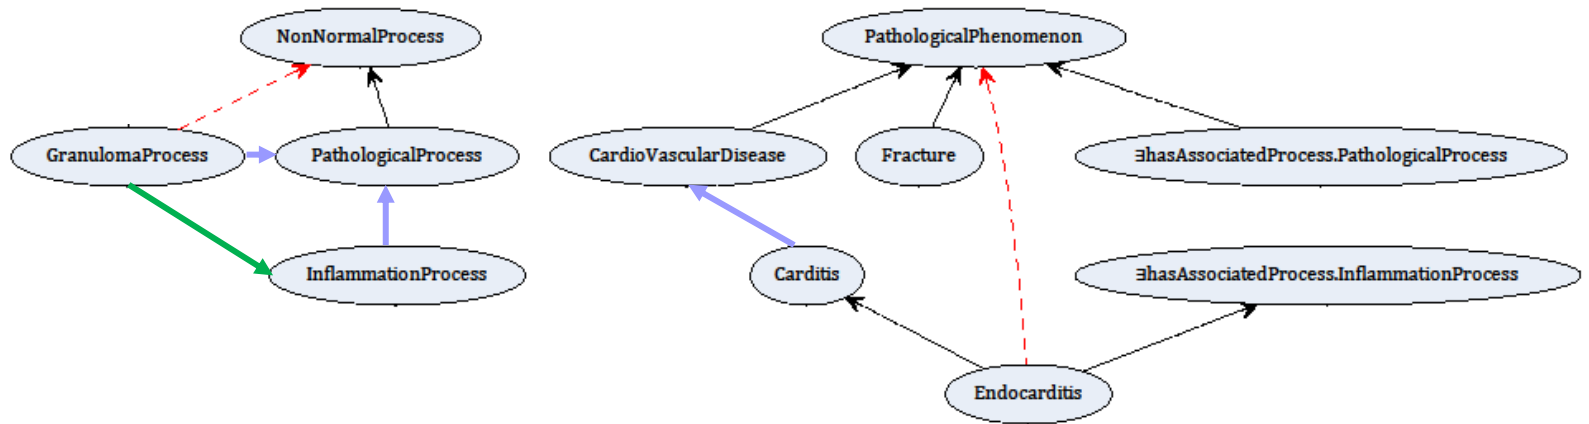 NonNormalProcess
PathologicalPhenomenon
GranulomaProcess
PathologicalProcess
CardioVascularDisease
Fracture
∃hasAssociatedProcess.PathologicalProcess
InflammationProcess
Carditis
∃hasAssociatedProcess.InflammationProcess
Endocarditis